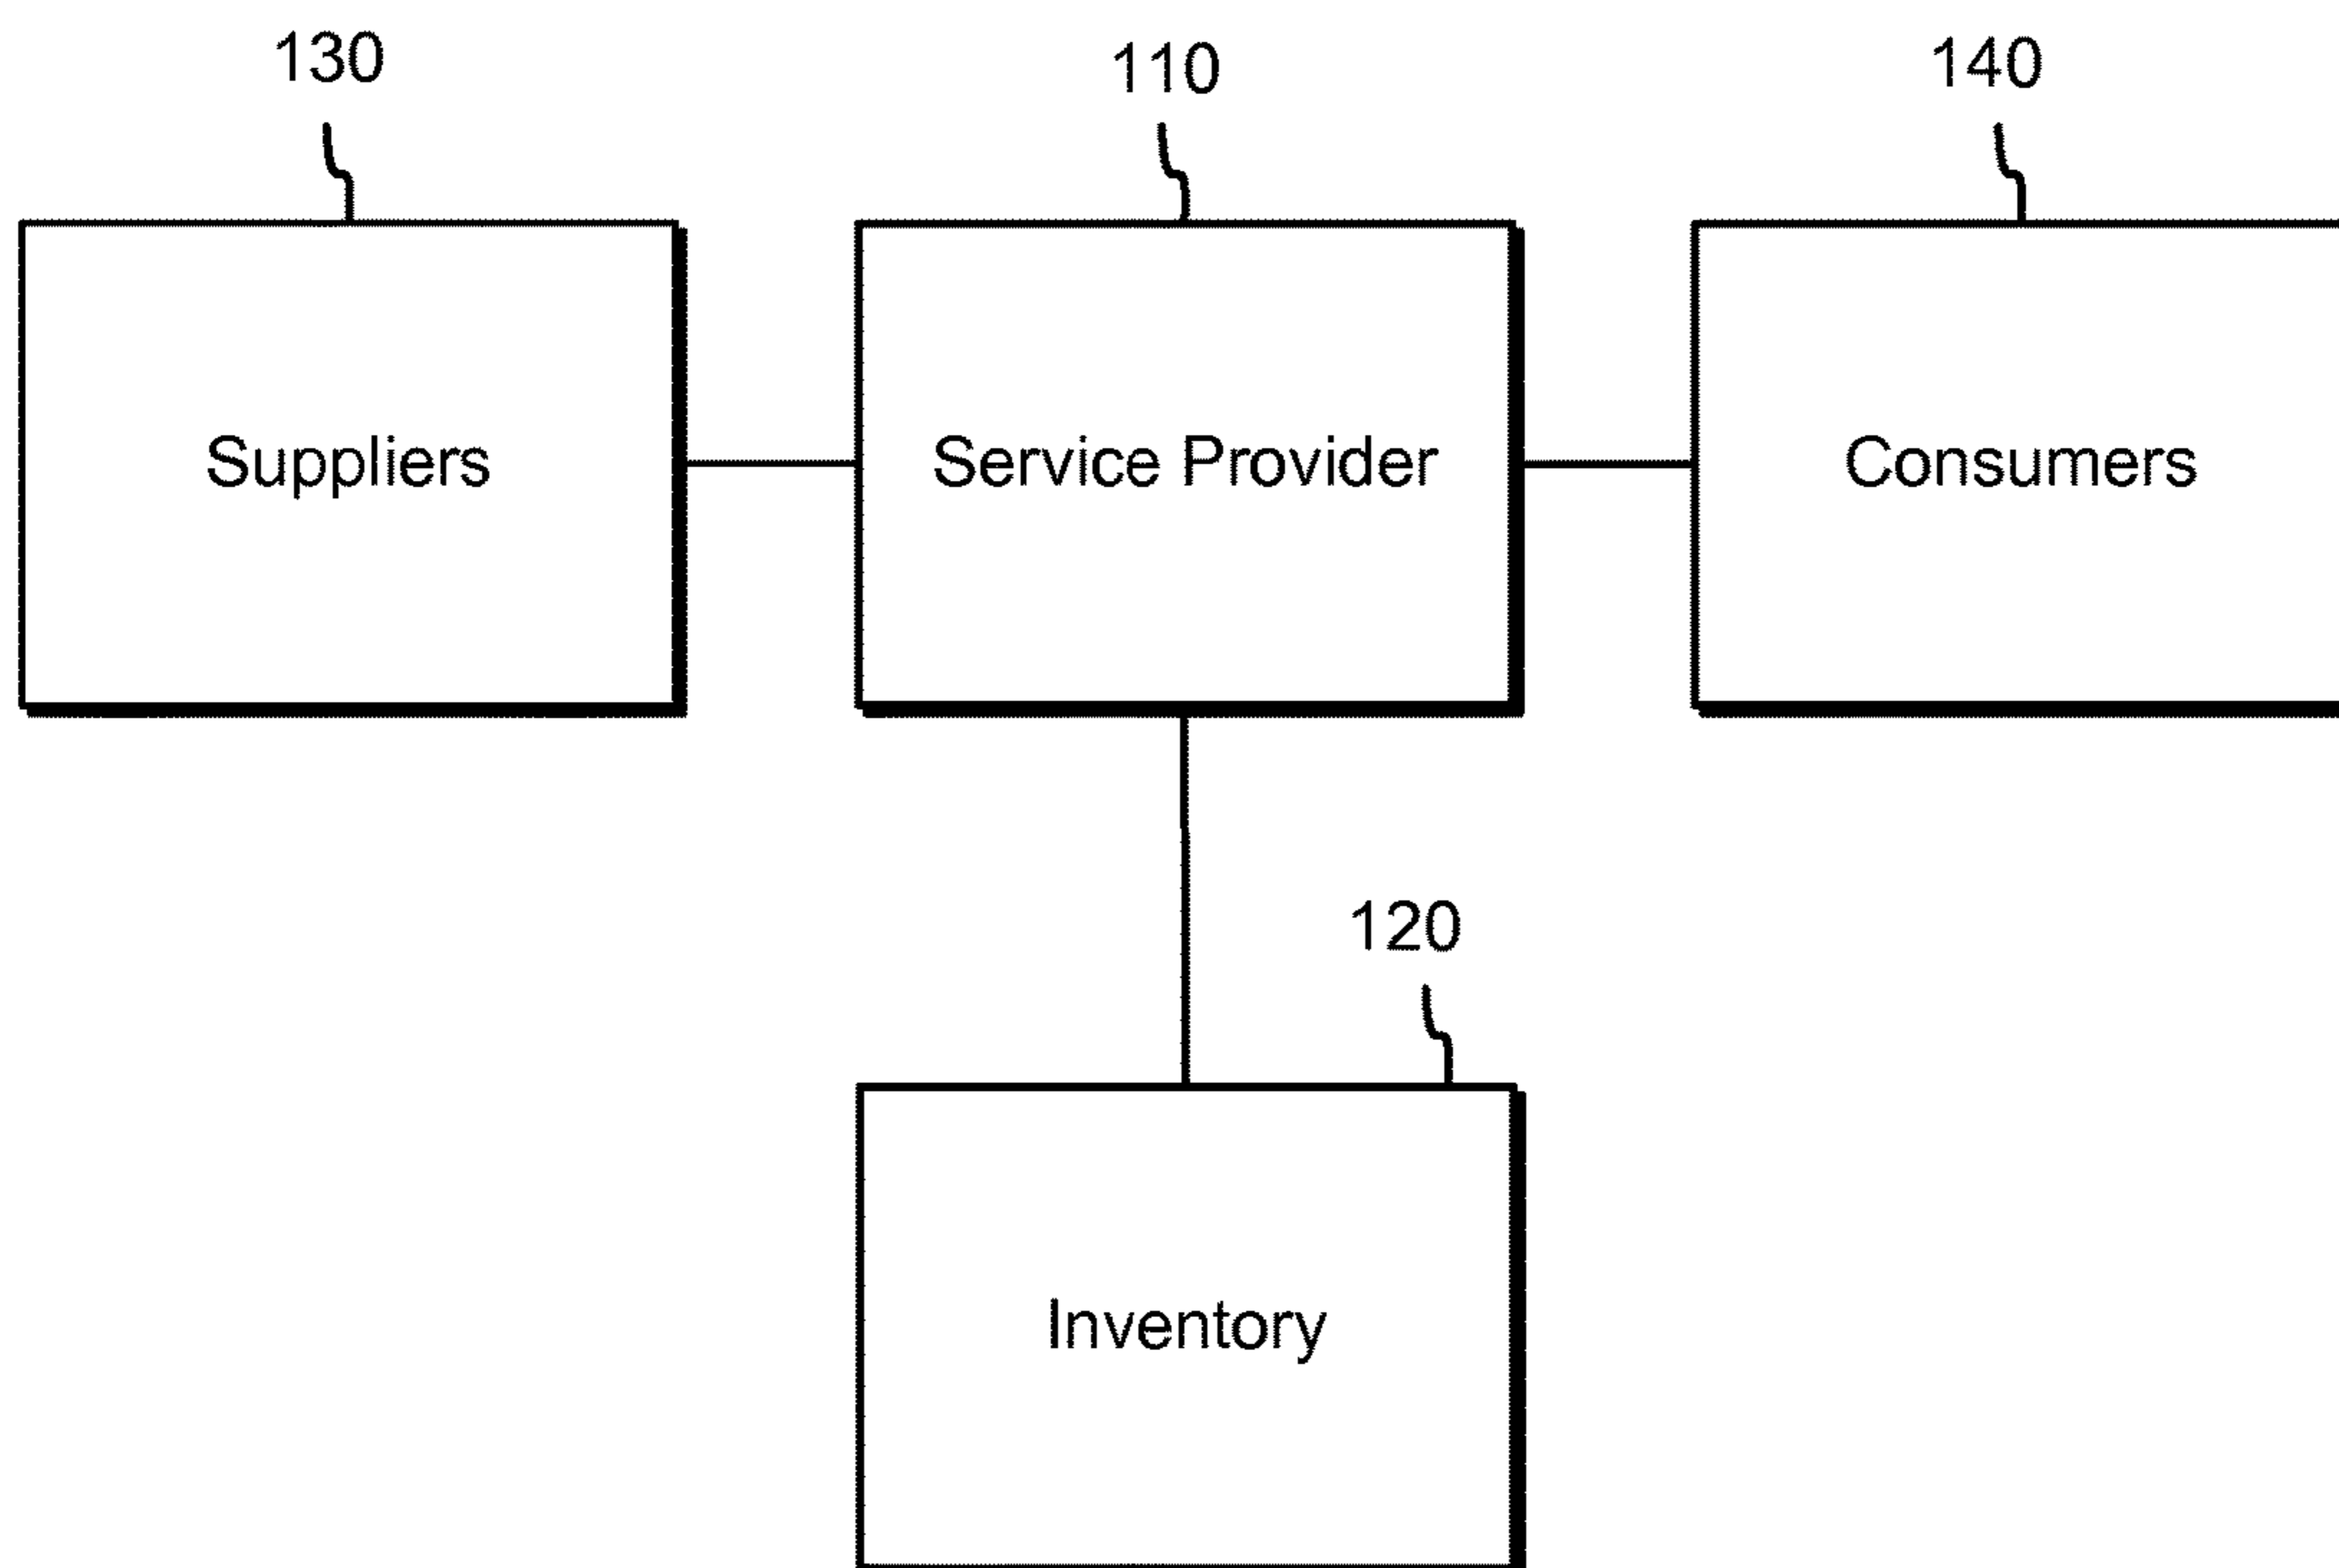 130
110
140
Suppliers
Service Provider
Consumers
120
Inventory